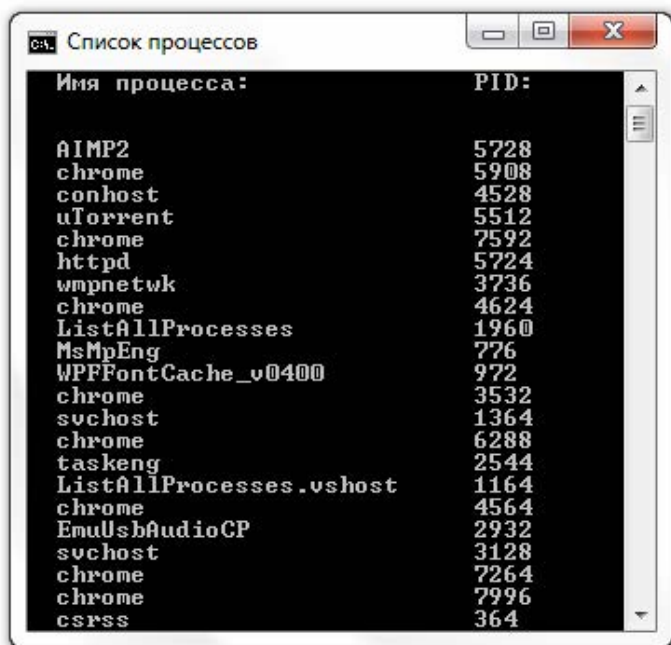 Список процессов
Имя процесса: PID:
AIMP2 5728
chrome 5908
conhost 4528
uTorrent 5512
chrome 7592
httpd 5724
wmpnetwk 3736
chrome 4624
ListAllProcesses 1960
MsMpEng 776
WPFFontCache_v0400 972
chrome 3532
svchost 1364
chrome 6288
taskeng 2544
ListAllProcesses.vshost 1164
chrome 4564
EmuUsbAudioCP 2932
svchost 3128
chrome 7264
chrome 7996
csrss 364